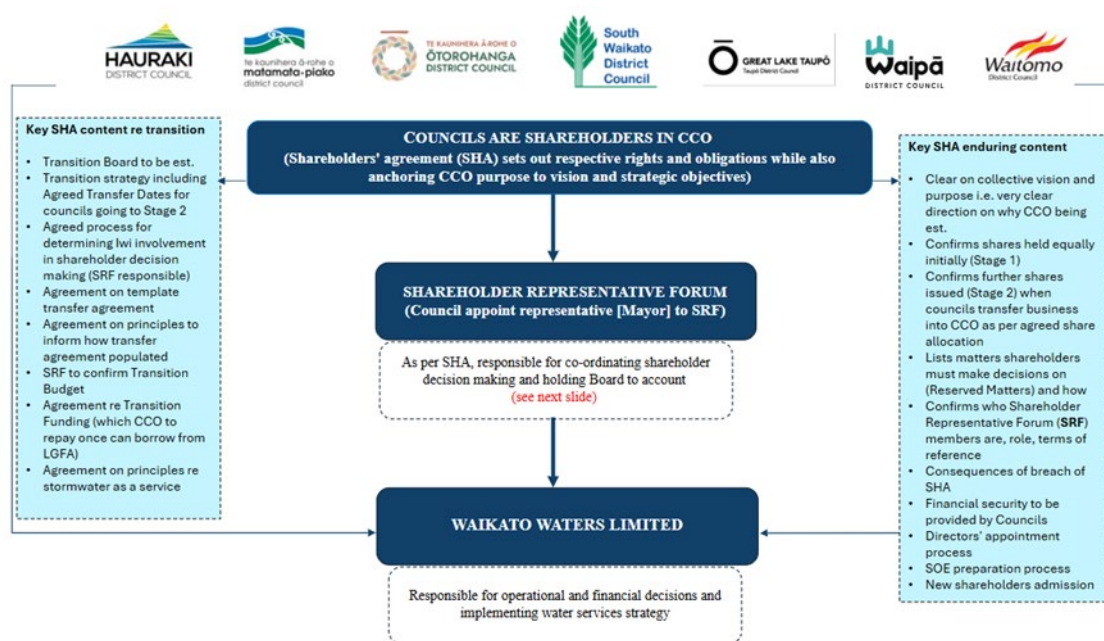 HAURAKI
DISTRICT COUNCIL
te kaunihera ā-rohe o
matamata-piako
district council
TE KAUNIHERA Ā ROHE O
ŌTOROHANGA
DISTRICT COUNCIL
South
Waikato
District
Council
GREAT LAKE TAUPŌ
Taupō District Council
Waipā
DISTRICT COUNCIL
Waitomo
District Council
Key SHA content re transition
• Transition Board to be est.
• Transition strategy including
Agreed Transfer Dates for
councils going to Stage 2
• Agreed process for
determining Iwi involvement
in shareholder decision
making (SRF responsible)
• Agreement on template
transfer agreement
• Agreement on principles to
inform how transfer
agreement populated
• SRF to confirm Transition
Budget
• Agreement re Transition
Funding (which CCO to
repay once can borrow from
LGFA)
• Agreement on principles re
stormwater as a service
COUNCILS ARE SHAREHOLDERS IN CCO
(Shareholders' agreement (SHA) sets out respective rights and obligations while also
anchoring CCO purpose to vision and strategic objectives)
SHAREHOLDER REPRESENTATIVE FORUM
(Council appoint representative [Mayor] to SRF)
As per SHA, responsible for co-ordinating shareholder
decision making and holding Board to account
(see next slide)
WAIKATO WATERS LIMITED
Responsible for operational and financial decisions and
implementing water services strategy
Key SHA enduring content
• Clear on collective vision and
purpose i.e. very clear
direction on why CCO being
est.
• Confirms shares held equally
initially (Stage 1)
• Confirms further shares
issued (Stage 2) when
councils transfer business
into CCO as per agreed share
allocation
• Lists matters shareholders
must make decisions on
(Reserved Matters) and how
• Confirms who Shareholder
Representative Forum (SRF)
members are, role, terms of
reference
• Consequences of breach of
SHA
• Financial security to be
provided by Councils
• Directors' appointment
process
• SOE preparation process
• New shareholders admission